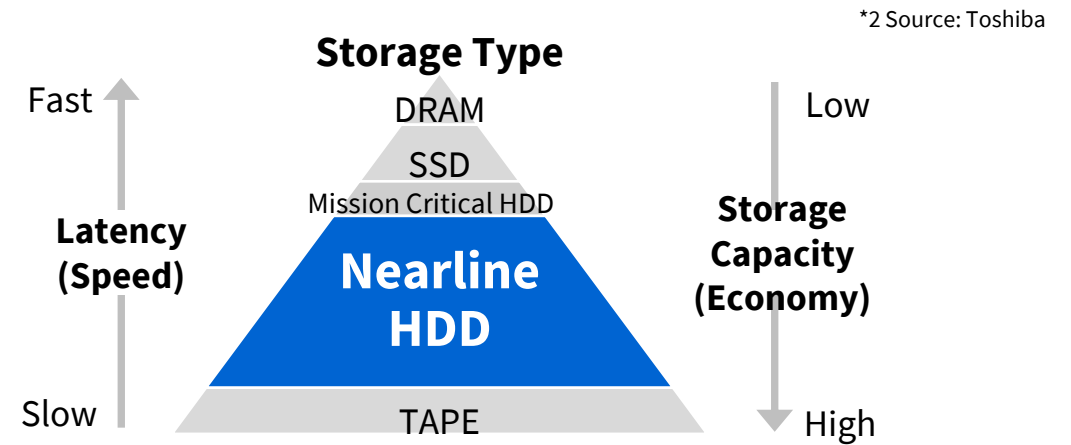 *2 Source: Toshiba
Storage Type
Fast
DRAM
Low
SSD
Mission Critical HDD
Latency
(Speed)
Storage
Capacity
(Economy)
Nearline
HDD
Slow
TAPE
High